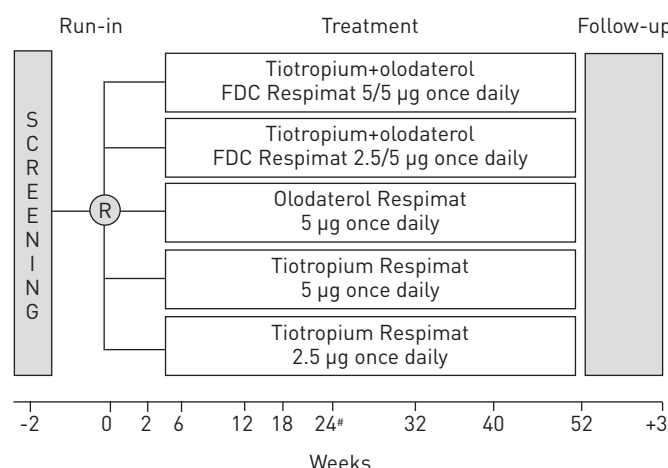 Run-in Treatment Follow-up
SCREENING
R
Tiotropium+olodaterol
FDC Respimat 5/5 µg once daily
Tiotropium+olodaterol
FDC Respimat 2.5/5 µg once daily
Olodaterol Respimat
5 µg once daily
Tiotropium Respimat
5 µg once daily
Tiotropium Respimat
2.5 µg once daily
-2 0 2 6 12 18 24# 32 40 52 +3
Weeks